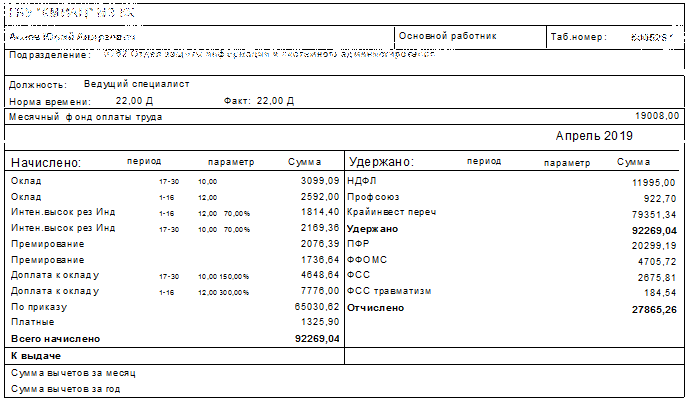 Основной работник Таб.номер:
Подразделение:
Должность: Ведущий специалист
Норма времени: 22,00 Д Факт: 22,00 Д
Месячный фонд оплаты труда 19008,00
Апрель 2019
Начислено: период параметр Сумма Удержано: период параметр Сумма
Оклад 17-30 10,00 3099,09 НДФЛ 11995,00
Оклад 1-16 12,00 2592,00 Профсоюз 922,70
Интен.высок рез Инд 1-16 12,00 70,00% 1814,40 Крайинвест переч 79351,34
Интен.высок рез Инд 17-30 10,00 70,00% 2169,36 Удержано 92269,04
Премирование 2076,39 ПФР 20299,19
Премирование 1736,64 ФФОМС 4705,72
Доплата к окладу 17-30 10,00 150,00% 4648,64 ФСС 2675,81
Доплата к окладу 1-16 12,00 300,00% 7776,00 ФСС травматизм 184,54
По приказу 65030,62 Отчислено 27865,26
Платные 1325,90
Всего начислено 92269,04
К выдаче
Сумма вычетов за месяц
Сумма вычетов за год